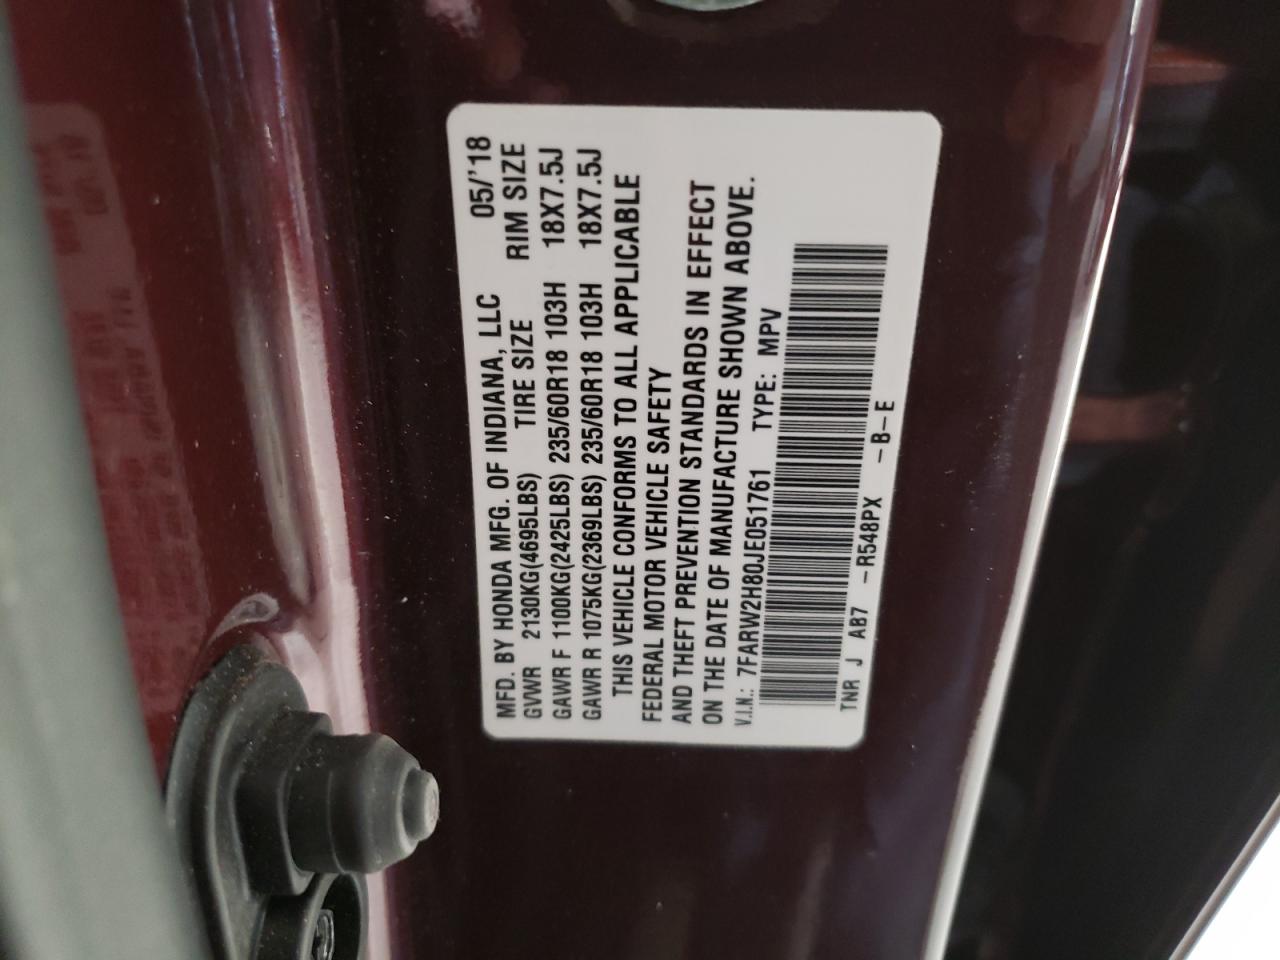 MFD. BY HONDA MFG. OF INDIANA, LLC 05/'18
GVWR 2130KG(4695LBS) TIRE SIZE RIM SIZE
GAWR F 1100KG(2425LBS) 235/60R18 103H 18X7.5J
GAWR R 1075KG(2369LBS) 235/60R18 103H 18X7.5J
THIS VEHICLE CONFORMS TO ALL APPLICABLE
FEDERAL MOTOR VEHICLE SAFETY
AND THEFT PREVENTION STANDARDS IN EFFECT
ON THE DATE OF MANUFACTURE SHOWN ABOVE.
V.I.N.: 7FARW2H80JE051761 TYPE: MPV
TNR J AB7 -R548PX -B-E